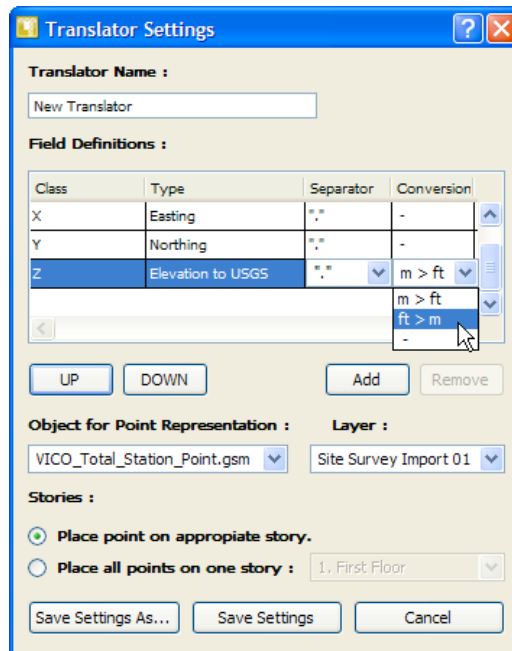 Translator Settings
Translator Name :
New Translator
Field Definitions :
Class Type Separator Conversion
X Easting "," -
Y Northing "," -
Z Elevation to USGS "," m > ft
m > ft
ft > m
-
UP DOWN Add Remove
Object for Point Representation : Layer :
VICO_Total_Station_Point.gsm Site Survey Import 01
Stories :
Place point on appropiate story.
Place all points on one story : 1. First Floor
Save Settings As... Save Settings Cancel